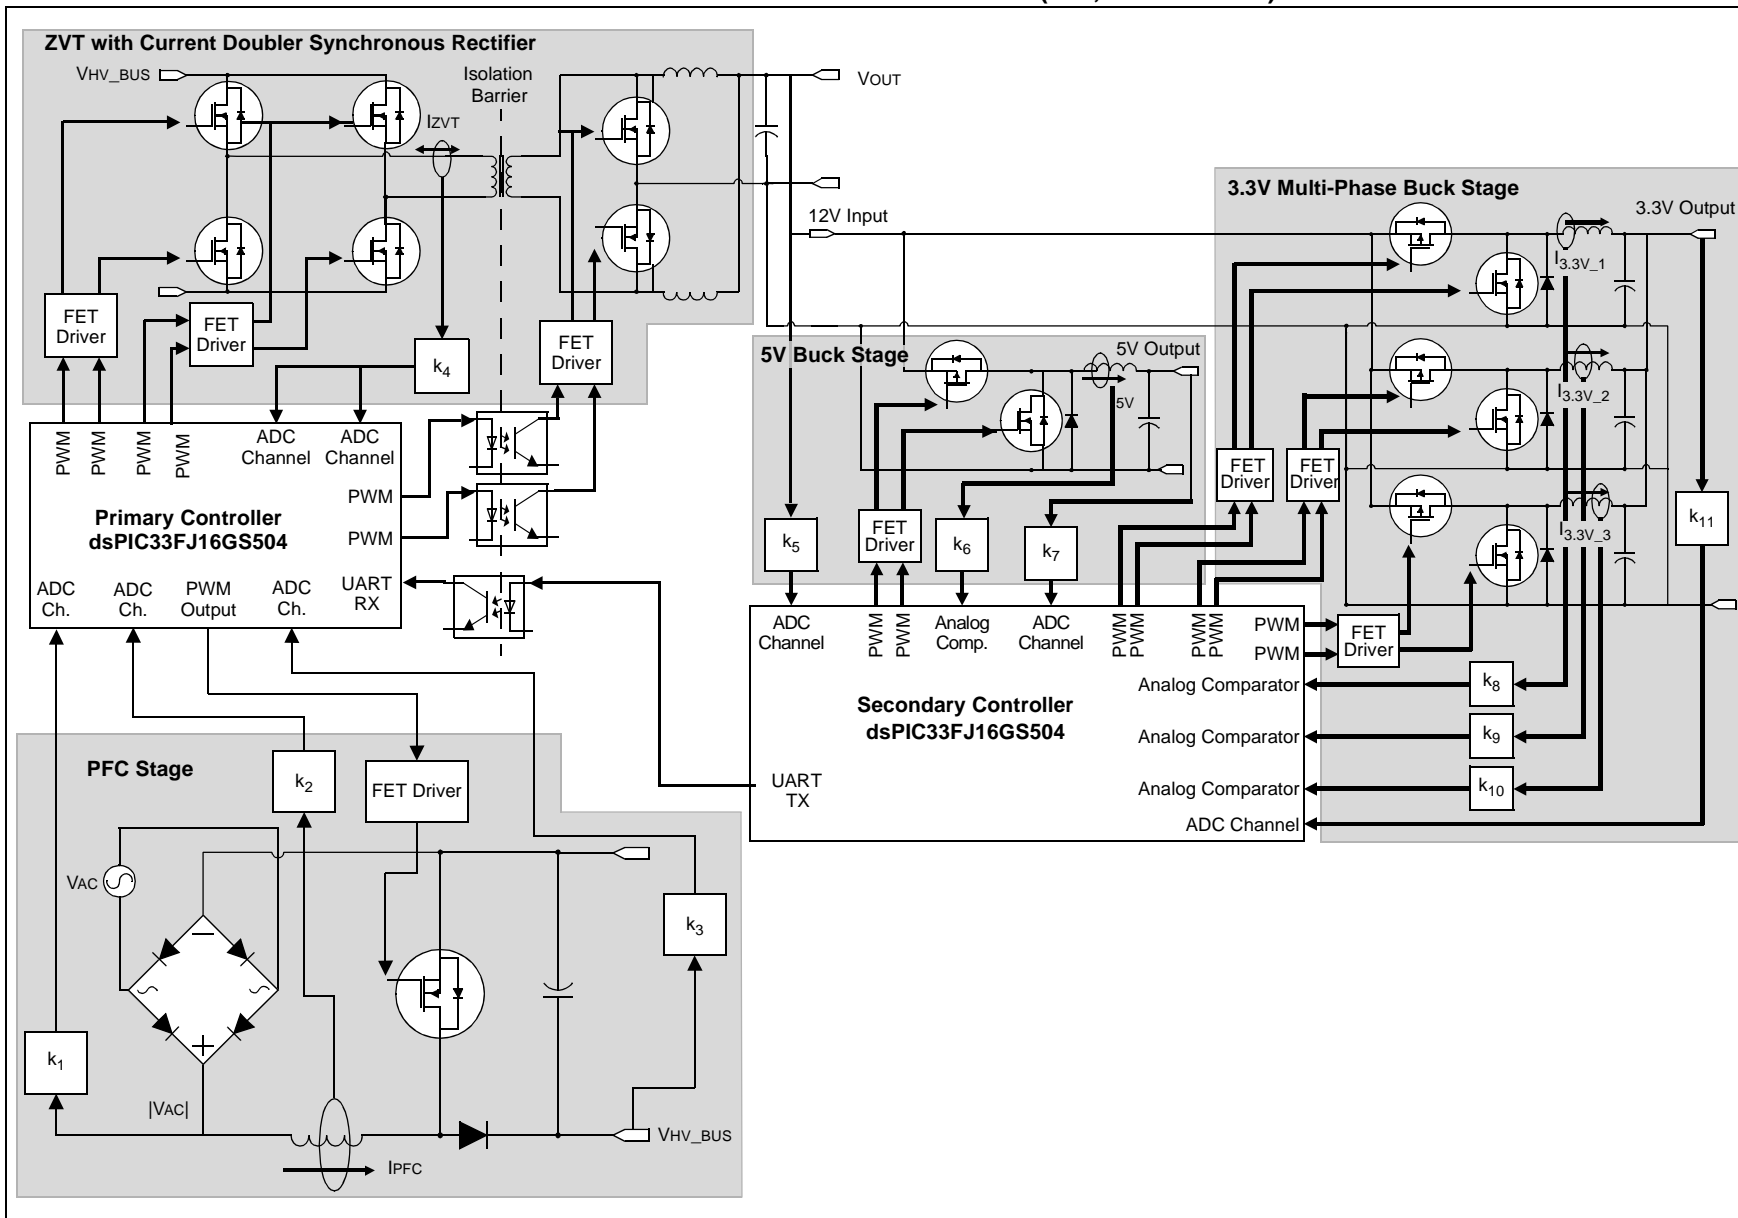 ZVT with Current Doubler Synchronous Rectifier
VHV_BUS
Isolation
Barrier
IZVT
VOUT
12V Input
3.3V Multi-Phase Buck Stage
3.3V Output
I3.3V_1
I3.3V_2
I3.3V_3
FET
Driver
FET
Driver
k4
FET
Driver
5V Buck Stage
5V Output
5V
FET
Driver
FET
Driver
k11
PWM
PWM
PWM
PWM
ADC
Channel
ADC
Channel
PWM
PWM
Primary Controller
dsPIC33FJ16GS504
ADC
Ch.
ADC
Ch.
PWM
Output
ADC
Ch.
UART
RX
k5
FET
Driver
k6
k7
ADC
Channel
PWM
PWM
Analog
Comp.
ADC
Channel
PWM
PWM
PWM
PWM
PWM
PWM
FET
Driver
Analog Comparator
k8
Secondary Controller
dsPIC33FJ16GS504
Analog Comparator
k9
UART
TX
Analog Comparator
k10
ADC Channel
PFC Stage
k2
FET Driver
VAC
k3
k1
|VAC|
VHV_BUS
IPFC